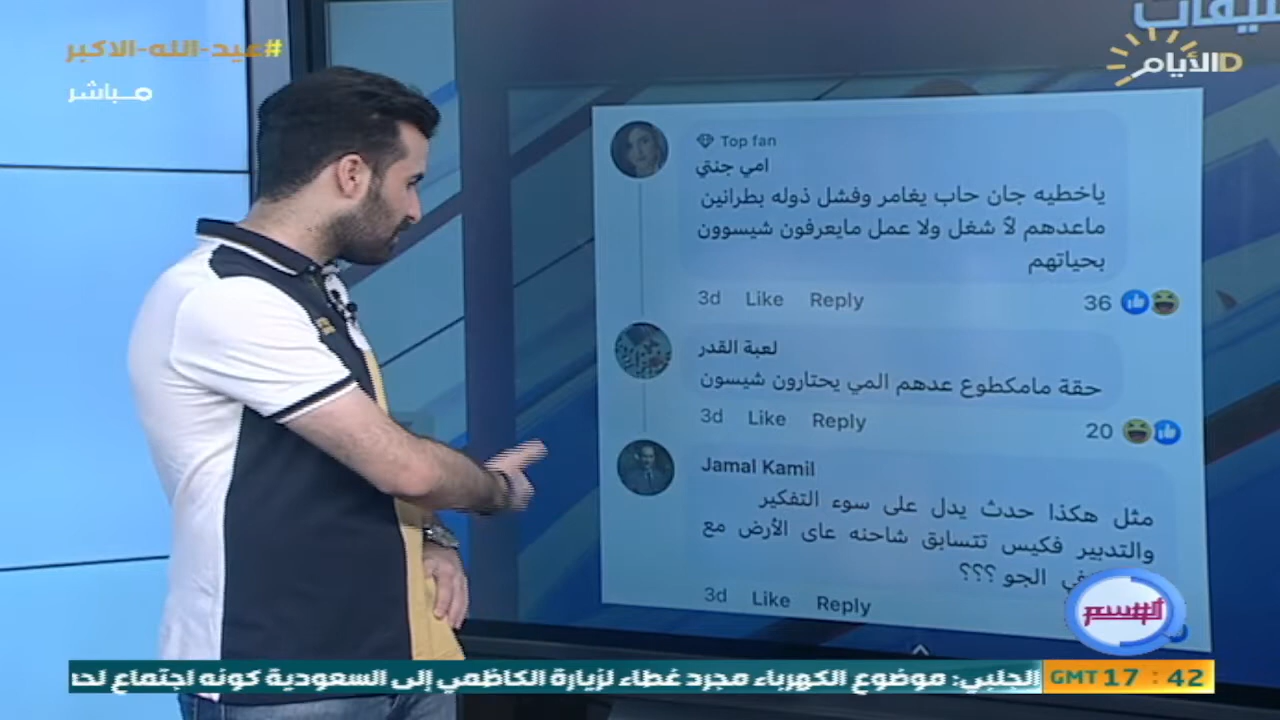 #عيد-الله-الاكبر
مباشر
الأيام
Top fan
امي جنتي
ياخطيه جان حاب يغامر وفشل ذوله بطرانين
ماعدهم لا شغل ولا عمل مايعرفون شيسوون
بحياتهم
3d Like Reply 36
لعبة القدر
حقة مامكطوع عدهم المي يحتارون شيسون
3d Like Reply 20
Jamal Kamil
مثل هكذا حدث يدل على سوء التفكير
والتدبير فكيس تتسابق شاحنه عاى الأرض مع
الجو ؟؟؟
3d Like Reply
الجلبي: موضوع الكهرباء مجرد غطاء لزيارة الكاظمي إلى السعودية كونه اجتماع
GMT 17 : 42